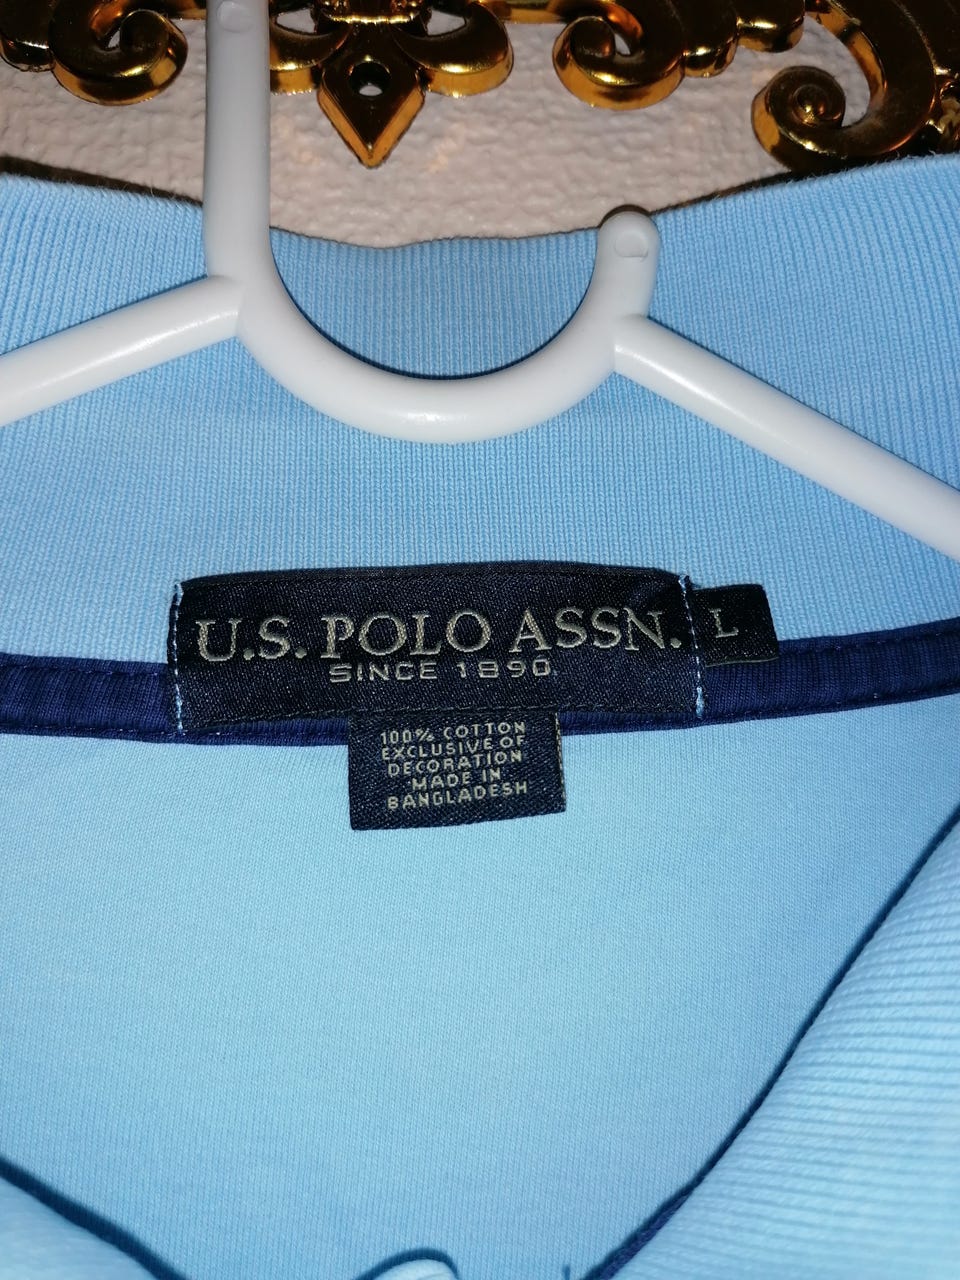 U.S. POLO ASSN.
SINCE 1890
L
100% COTTON
EXCLUSIVE OF
DECORATION
MADE IN
BANGLADESH